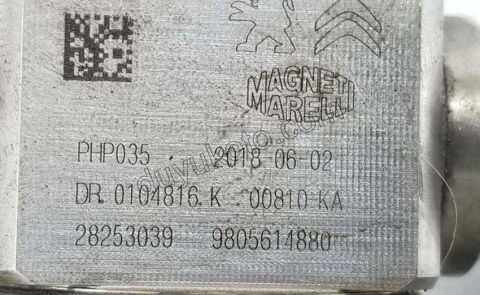 MAGNETI
MARELLI
PHP035 2018-06-02
DR.0104816.K 00810-KA
28253039 9805614880